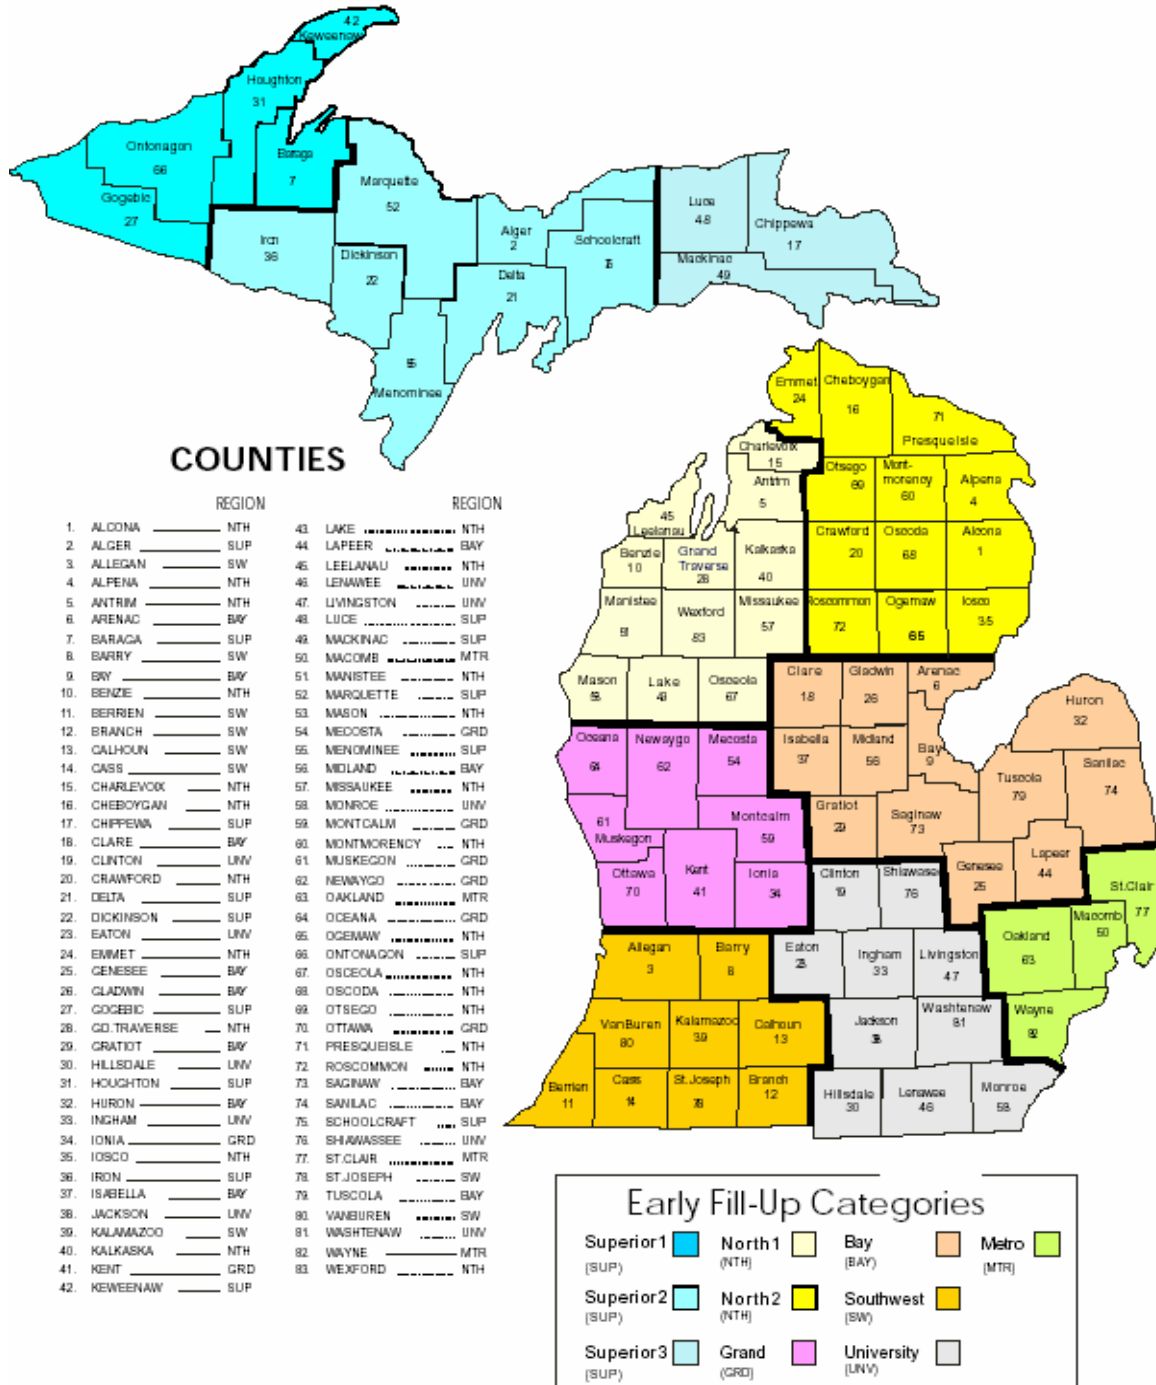 42
Keweenaw
Houghton
31
Ontonagon
66
Baraga
7
Gogebic
27
Marquette
52
Iron
36
Dickinson
22
Alger
2
Schoolcraft
Delta
21
Luce
48
Chippewa
17
Mackinac
49
Menominee
Emmet
24
Cheboygan
16
71
Presque Isle
Charlevoix
15
Antrim
5
Otsego
69
Mont-
morency
60
Alpena
4
45
Leelanau
Benzie
10
Grand
Traverse
28
Kalkaska
40
Crawford
20
Oscoda
68
Alcona
1
Manistee
51
Wexford
83
Missaukee
57
Roscommon
72
Ogemaw
65
Iosco
35
Mason
53
Lake
43
Osceola
67
Clare
18
Gladwin
26
Arenac
6
Huron
32
Oceana
64
Newaygo
62
Mecosta
54
Isabella
37
Midland
56
Bay
9
Tuscola
79
Sanilac
74
61
Muskegon
Montcalm
59
Gratiot
29
Saginaw
73
Ottawa
70
Kent
41
Ionia
34
Clinton
19
Shiawassee
76
Genesee
25
Lapeer
44
St.Clair
77
Allegan
3
Barry
8
Eaton
23
Ingham
33
Livingston
47
Oakland
63
Macomb
50
VanBuren
80
Kalamazoo
39
Calhoun
13
Jackson
38
Washtenaw
81
Wayne
82
Berrien
11
Cass
14
St.Joseph
78
Branch
12
Hillsdale
30
Lenawee
46
Monroe
58
COUNTIES
REGION
1. ALCONA NTH
2. ALGER SUP
3. ALLEGAN SW
4. ALPENA NTH
5. ANTRIM NTH
6. ARENAC BAY
7. BARAGA SUP
8. BARRY SW
9. BAY BAY
10. BENZIE NTH
11. BERRIEN SW
12. BRANCH SW
13. CALHOUN SW
14. CASS SW
15. CHARLEVOIX NTH
16. CHEBOYGAN NTH
17. CHIPPEWA SUP
18. CLARE BAY
19. CLINTON UNV
20. CRAWFORD NTH
21. DELTA SUP
22. DICKINSON SUP
23. EATON UNV
24. EMMET NTH
25. GENESEE BAY
26. GLADWIN BAY
27. GOGEBIC SUP
28. GD.TRAVERSE NTH
29. GRATIOT BAY
30. HILLSDALE UNV
31. HOUGHTON SUP
32. HURON BAY
33. INGHAM UNV
34. IONIA GRD
35. IOSCO NTH
36. IRON SUP
37. ISABELLA BAY
38. JACKSON UNV
39. KALAMAZOO SW
40. KALKASKA NTH
41. KENT GRD
42. KEWEENAW SUP
REGION
43. LAKE NTH
44. LAPEER BAY
45. LEELANAU NTH
46. LENAWEE UNV
47. LIVINGSTON UNV
48. LUCE SUP
49. MACKINAC SUP
50. MACOMB MTR
51. MANISTEE NTH
52. MARQUETTE SUP
53. MASON NTH
54. MECOSTA GRD
55. MENOMINEE SUP
56. MIDLAND BAY
57. MISSAUKEE NTH
58. MONROE UNV
59. MONTCALM GRD
60. MONTMORENCY NTH
61. MUSKEGON GRD
62. NEWAYGO GRD
63. OAKLAND MTR
64. OCEANA GRD
65. OGEMAW NTH
66. ONTONAGON SUP
67. OSCEOLA NTH
68. OSCODA NTH
69. OTSEGO NTH
70. OTTAWA GRD
71. PRESQUEISLE NTH
72. ROSCOMMON NTH
73. SAGINAW BAY
74. SANILAC BAY
75. SCHOOLCRAFT SUP
76. SHIAWASSEE UNV
77. ST.CLAIR MTR
78. ST.JOSEPH SW
79. TUSCOLA BAY
80. VANBUREN SW
81. WASHTENAW UNV
82. WAYNE MTR
83. WEXFORD NTH
Early Fill-Up Categories
Superior1
(SUP)
North1
(NTH)
Bay
(BAY)
Metro
(MTR)
Superior2
(SUP)
North2
(NTH)
Southwest
(SW)
Superior3
(SUP)
Grand
(GRD)
University
(UNV)